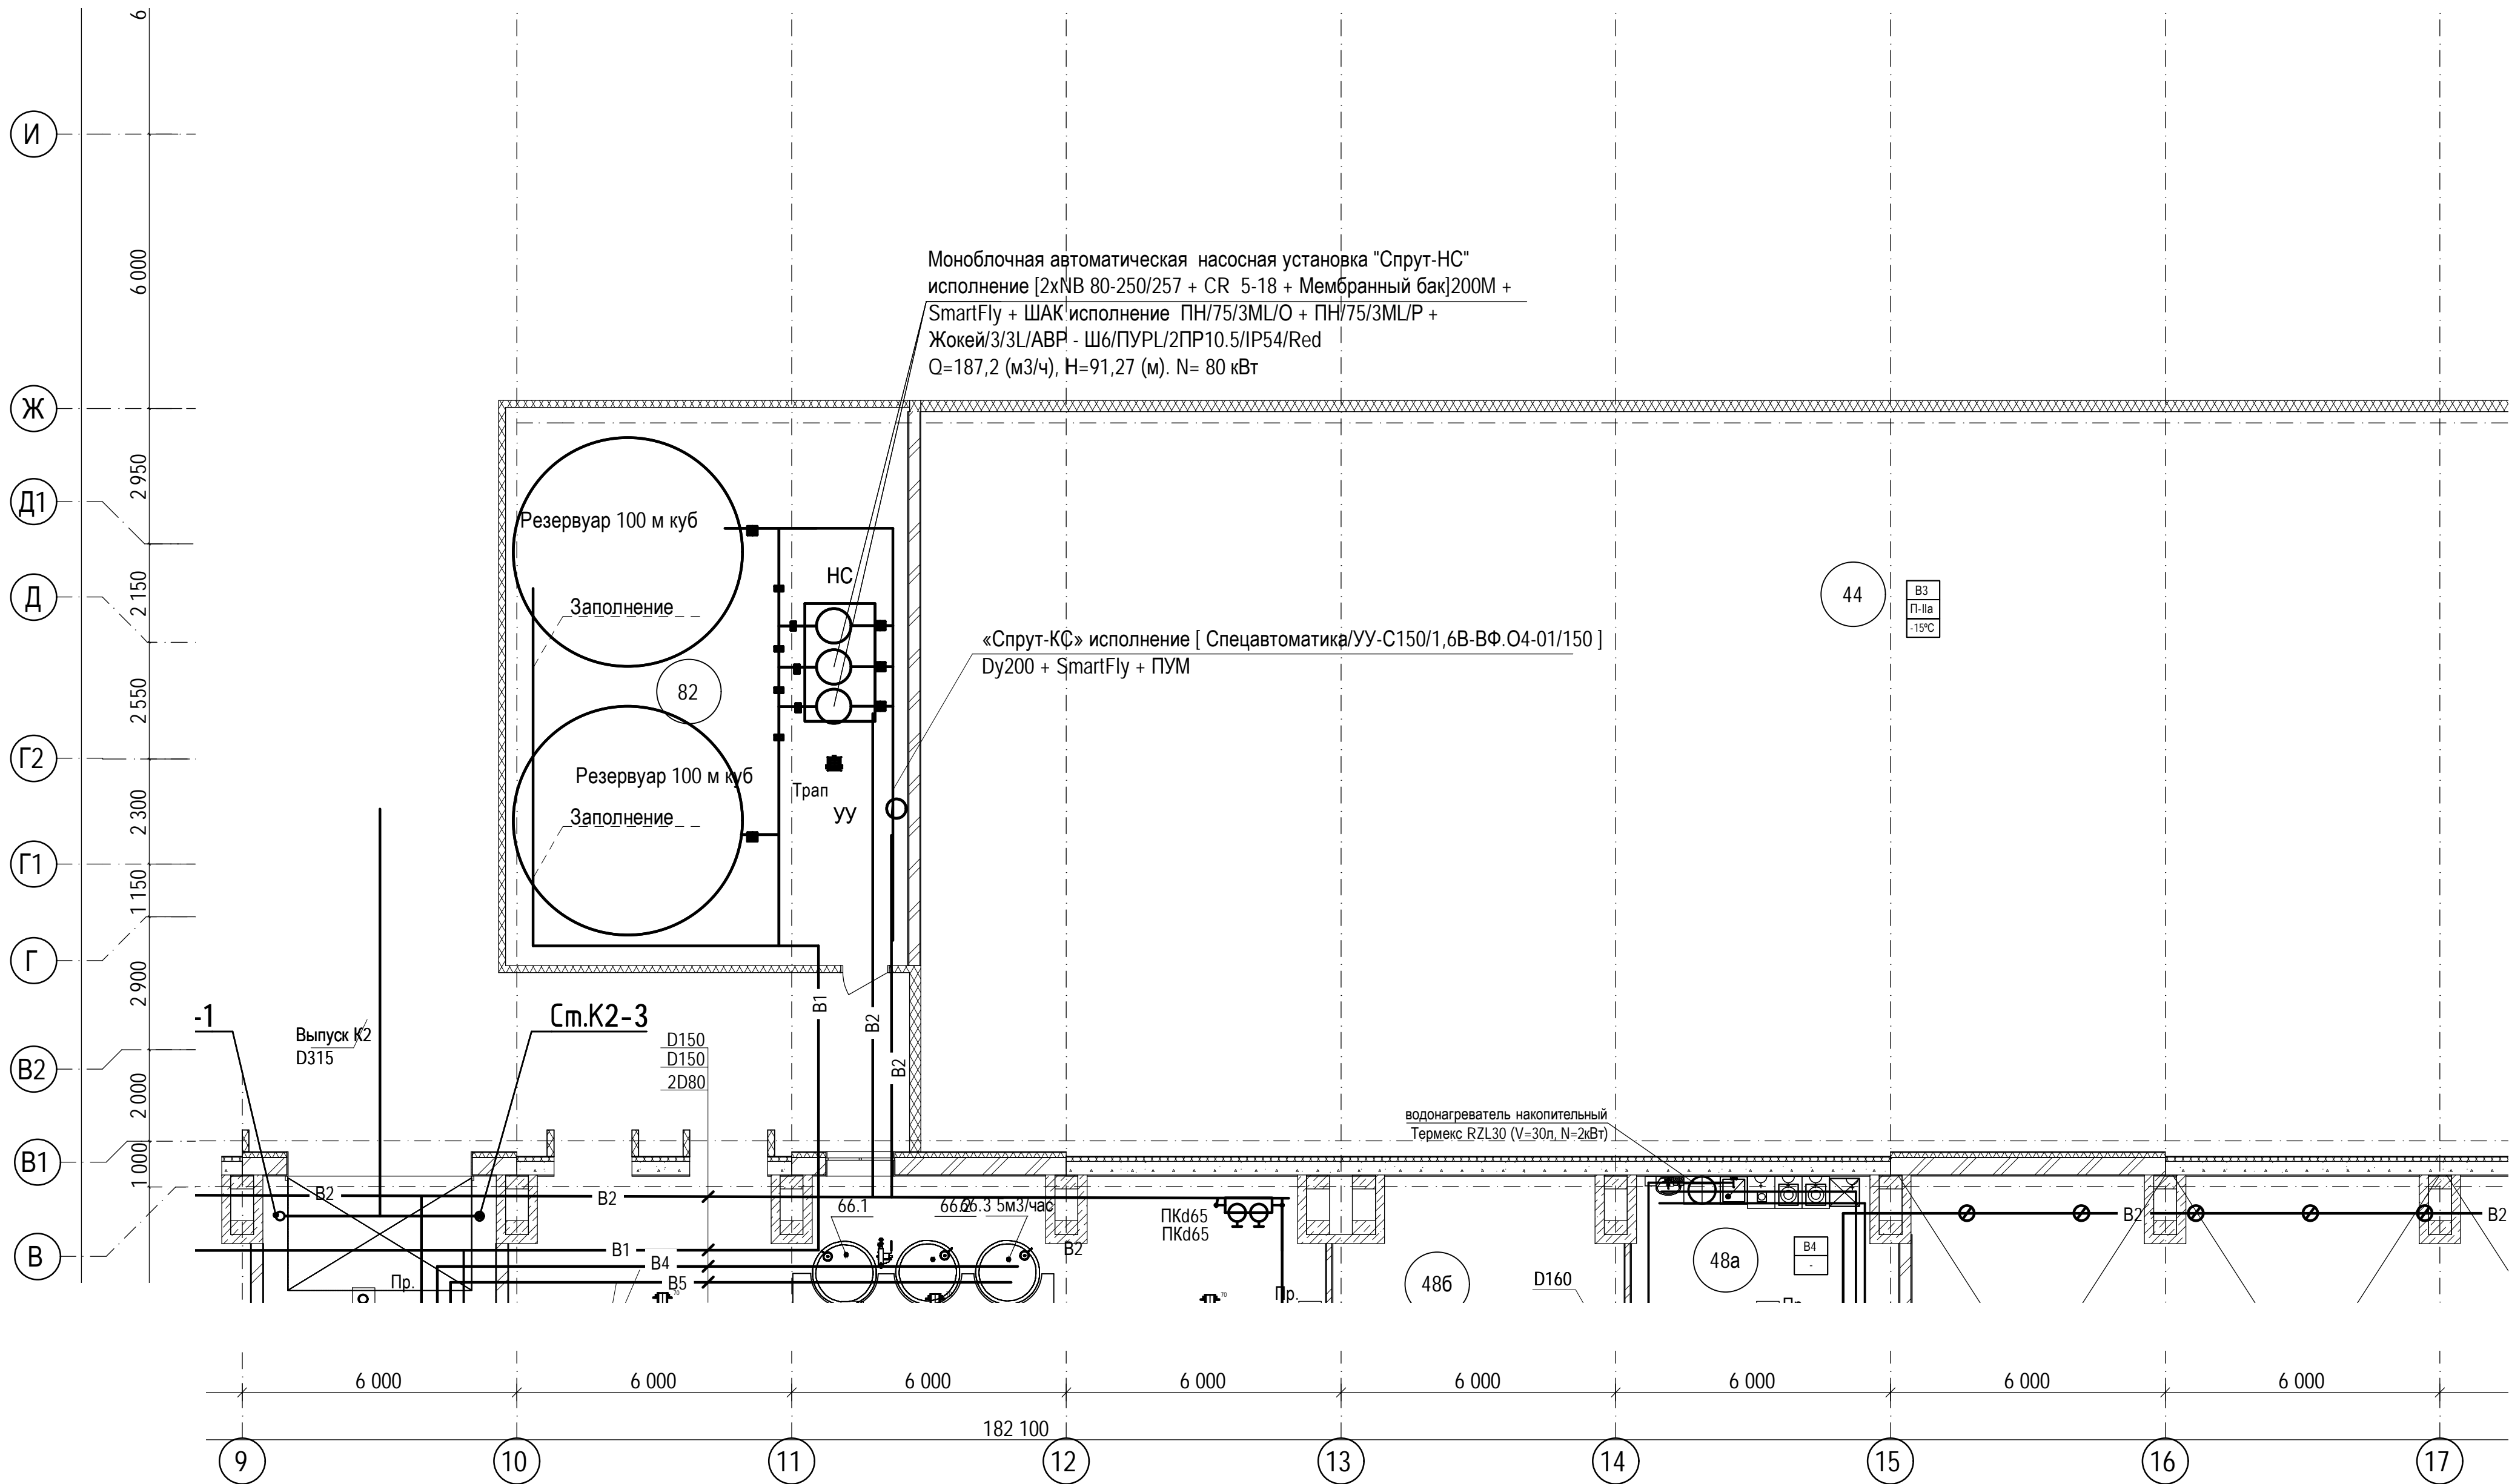 6
И
6 000
Моноблочная автоматическая насосная установка "Спрут-НС"
исполнение [2хNB 80-250/257 + CR 5-18 + Мембранный бак]200М +
SmartFly + ШАК исполнение ПН/75/3ML/О + ПН/75/3ML/Р +
Жокей/3/3L/АВР - Ш6/ПУPL/2ПР10.5/IP54/Red
Q=187,2 (м3/ч), Н=91,27 (м). N= 80 кВт
Ж
2 950
Д1
Резервуар 100 м куб
НС
2 150
Д
Заполнение
44
В3
П-IIа
-15ºС
«Спрут-КС» исполнение [ Спецавтоматика/УУ-С150/1,6В-ВФ.О4-01/150 ]
Dy200 + SmartFly + ПУМ
82
2 550
Г2
Резервуар 100 м куб
Трап
УУ
Заполнение
2 300
Г1
1 150
Г
2 900
В1
В2
В2
-1
Выпуск К2
D315
Ст.К2-3
D150
D150
2D80
В2
2 000
водонагреватель накопительный
Термекс RZL30 (V=30л, N=2кВт)
В1
1 000
В2
В2
66.1
66.2
66.3 5м3/час
ПКd65
ПКd65
В2
В2
В2
В
В1
В4
В5
Пр.
70
70
Пр.
48б
D160
48а
В4
-
6 000
6 000
6 000
6 000
6 000
6 000
6 000
6 000
182 100
9
10
11
12
13
14
15
16
17